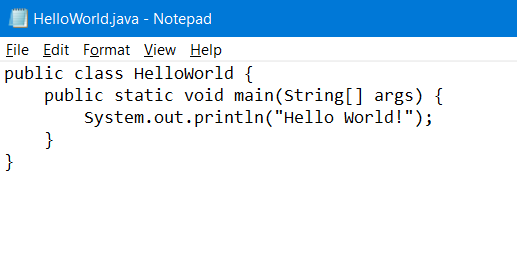 HelloWorld.java - Notepad
File Edit Format View Help
public class HelloWorld {
    public static void main(String[] args) {
        System.out.println("Hello World!");
    }
}